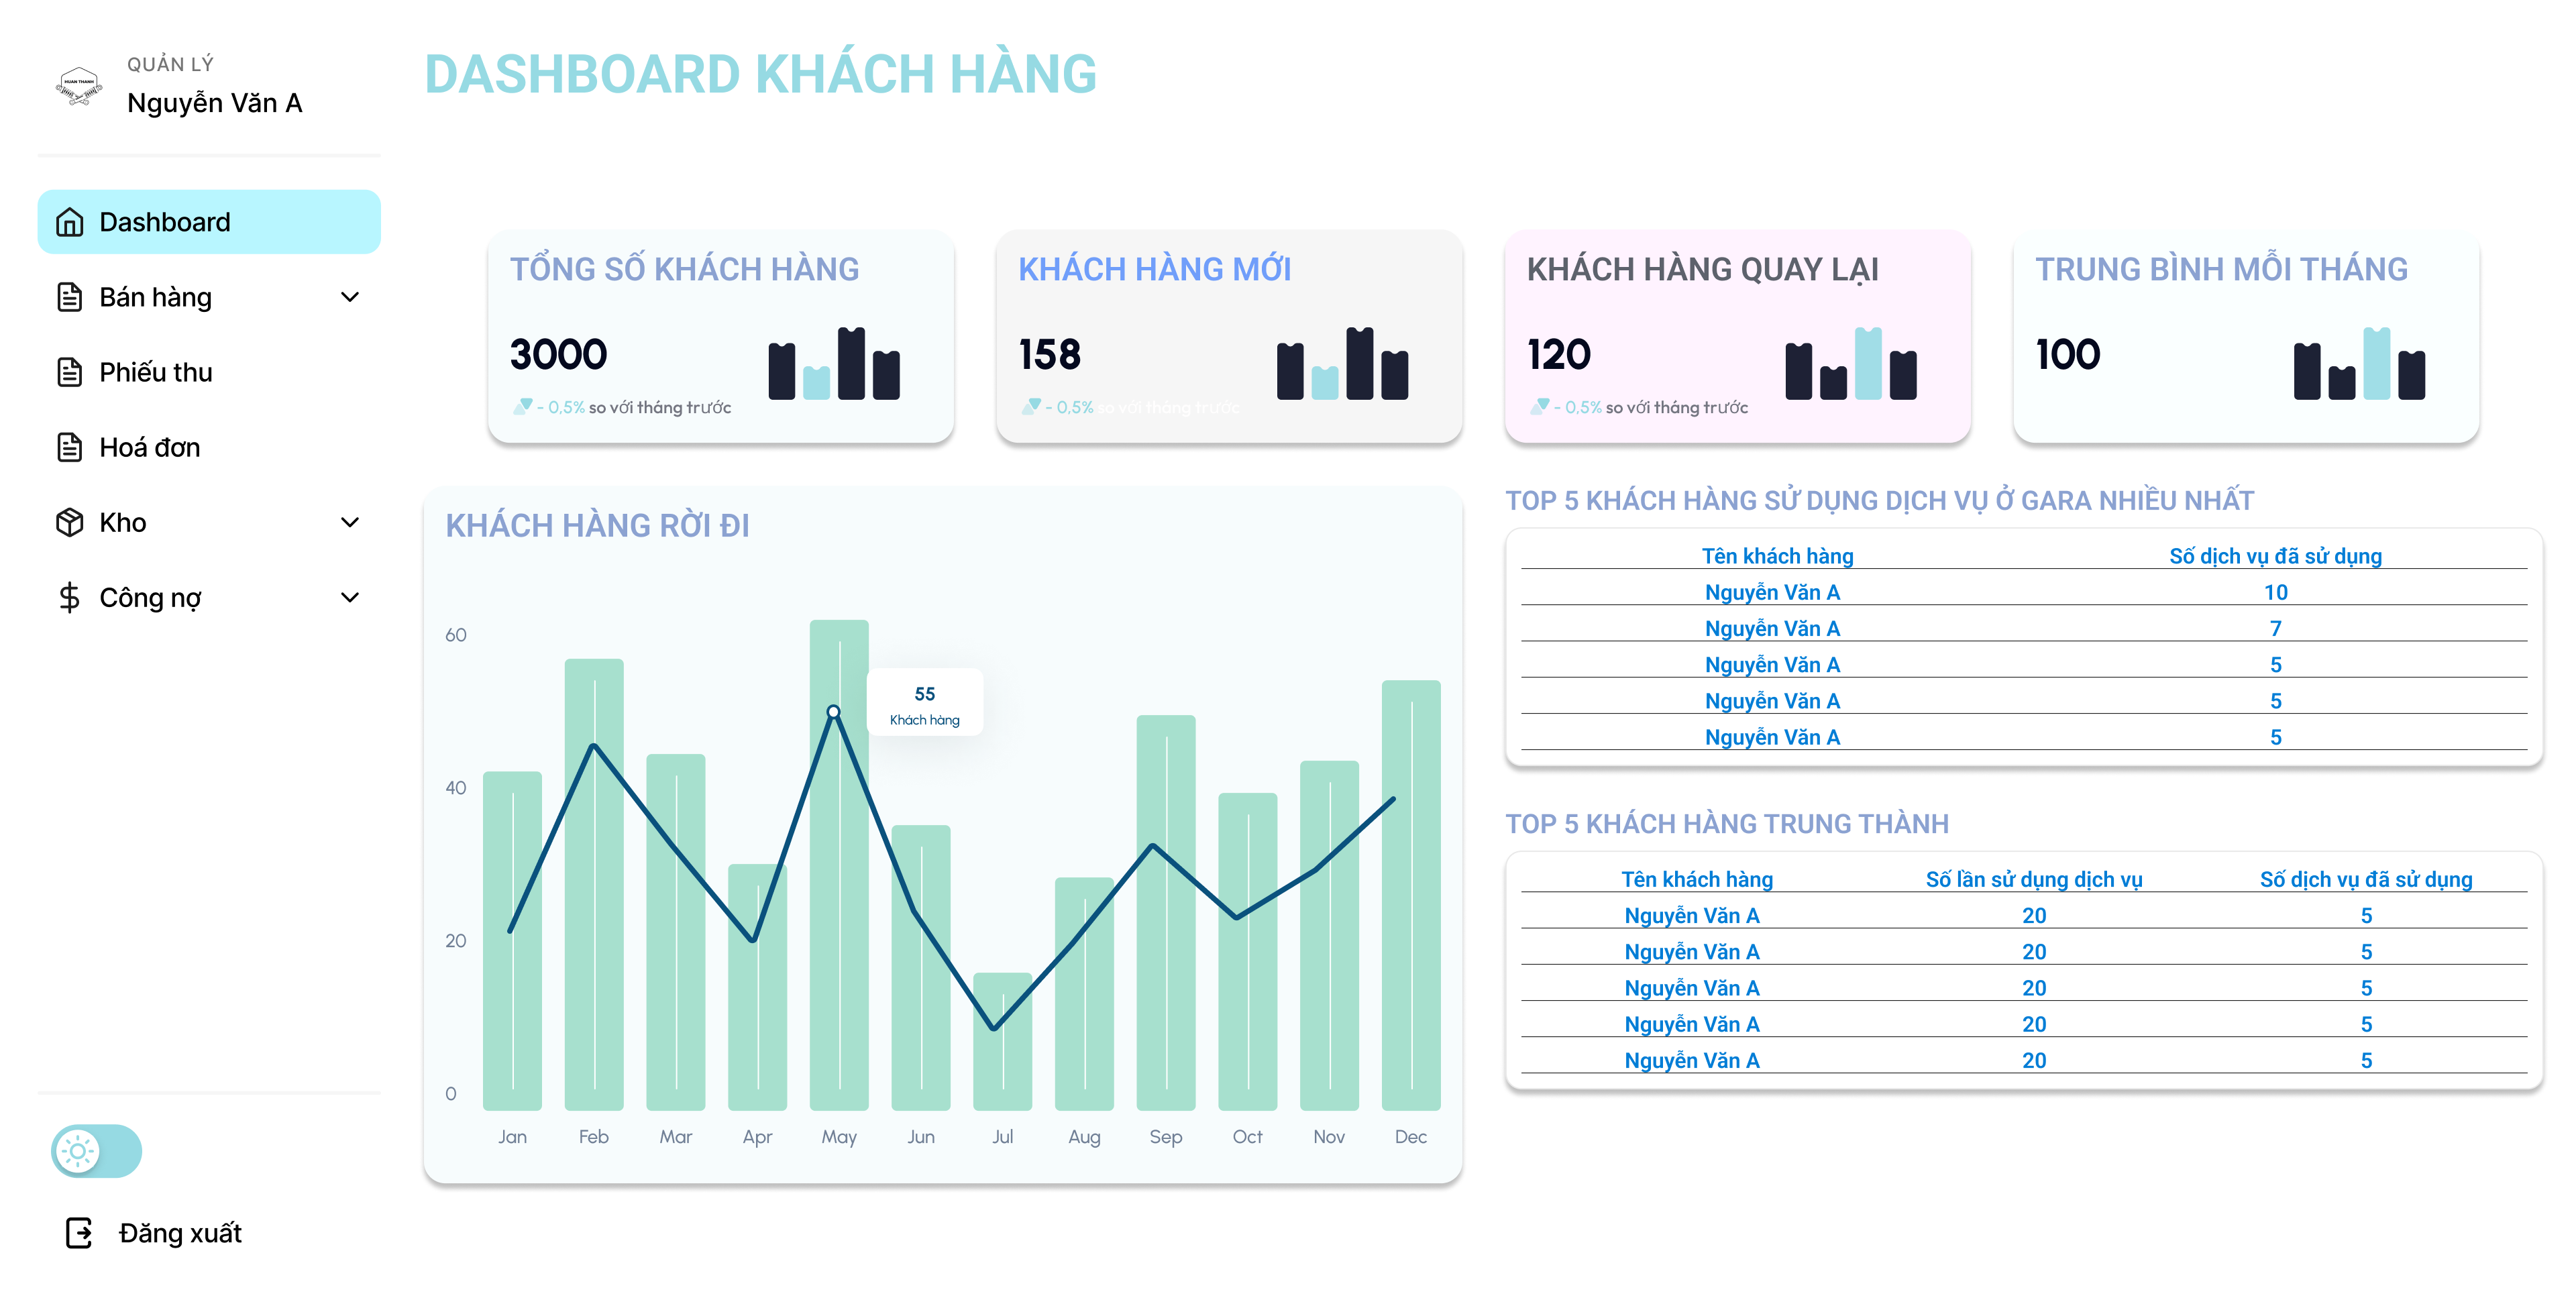 HUAN THANH
QUẢN LÝ
Nguyễn Văn A
Dashboard
Bán hàng
Phiếu thu
Hoá đơn
Kho
Công nợ
Đăng xuất
DASHBOARD KHÁCH HÀNG
TỔNG SỐ KHÁCH HÀNG
3000
- 0,5% so với tháng trước
KHÁCH HÀNG MỚI
158
- 0,5% so với tháng trước
KHÁCH HÀNG QUAY LẠI
120
- 0,5% so với tháng trước
TRUNG BÌNH MỖI THÁNG
100
KHÁCH HÀNG RỜI ĐI
60
40
20
0
55
Khách hàng
Jan Feb Mar Apr May Jun Jul Aug Sep Oct Nov Dec
TOP 5 KHÁCH HÀNG SỬ DỤNG DỊCH VỤ Ở GARA NHIỀU NHẤT
Tên khách hàng Số dịch vụ đã sử dụng
Nguyễn Văn A 10
Nguyễn Văn A 7
Nguyễn Văn A 5
Nguyễn Văn A 5
Nguyễn Văn A 5
TOP 5 KHÁCH HÀNG TRUNG THÀNH
Tên khách hàng Số lần sử dụng dịch vụ Số dịch vụ đã sử dụng
Nguyễn Văn A 20 5
Nguyễn Văn A 20 5
Nguyễn Văn A 20 5
Nguyễn Văn A 20 5
Nguyễn Văn A 20 5